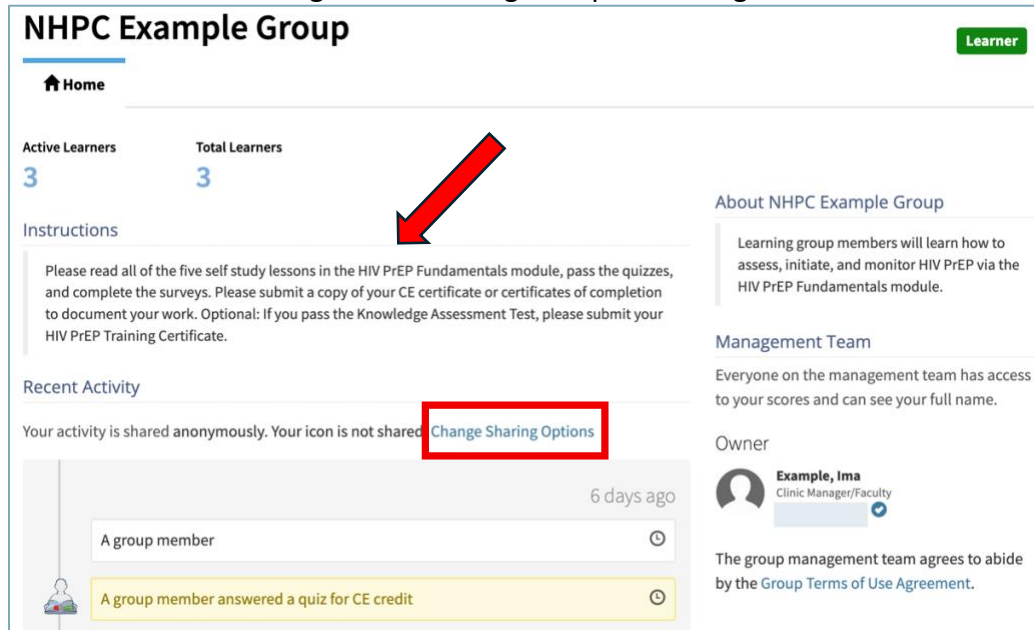 NHPC Example Group
Learner
Home
Active Learners
Total Learners
3
3
Instructions
Please read all of the five self study lessons in the HIV PrEP Fundamentals module, pass the quizzes,
and complete the surveys. Please submit a copy of your CE certificate or certificates of completion
to document your work. Optional: If you pass the Knowledge Assessment Test, please submit your
HIV PrEP Training Certificate.
Recent Activity
Your activity is shared anonymously. Your icon is not shared Change Sharing Options
6 days ago
A group member
A group member answered a quiz for CE credit
About NHPC Example Group
Learning group members will learn how to
assess, initiate, and monitor HIV PrEP via the
HIV PrEP Fundamentals module.
Management Team
Everyone on the management team has access
to your scores and can see your full name.
Owner
Example, Ima
Clinic Manager/Faculty
The group management team agrees to abide
by the Group Terms of Use Agreement.